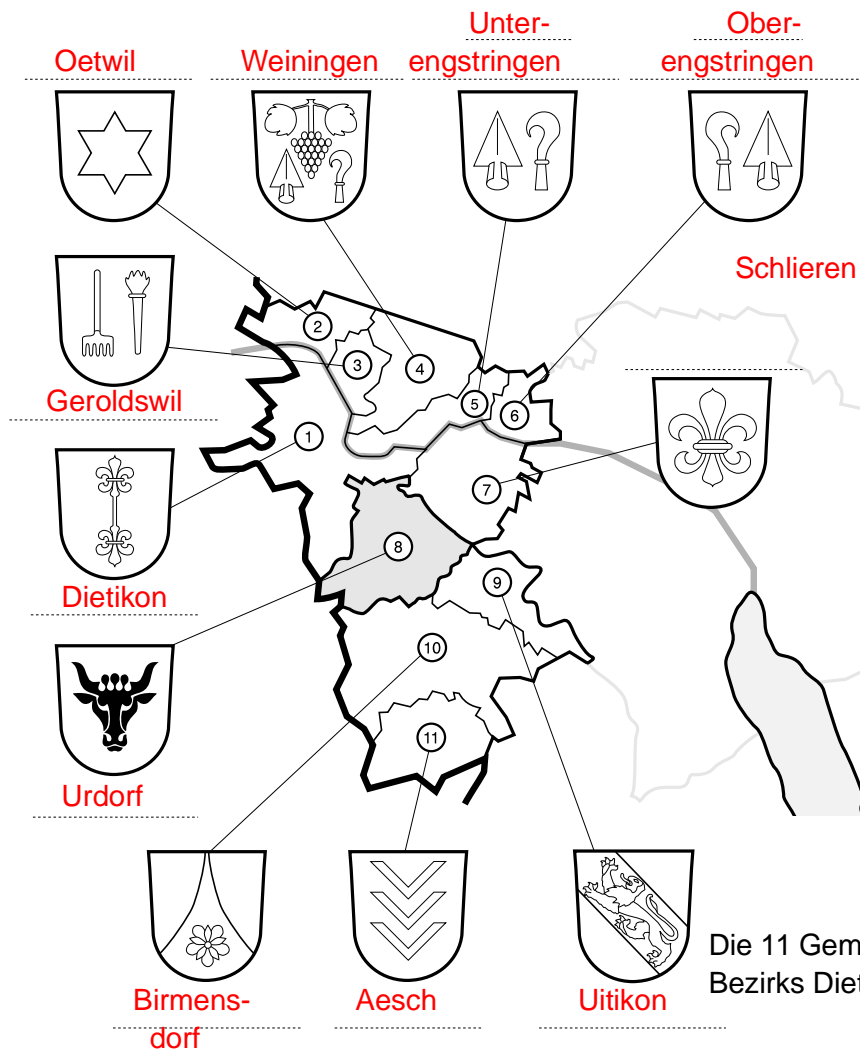 Unter-
Ober-
Oetwil
Weiningen
engstringen
engstringen
Schlieren
2
3
4
5
6
Geroldswil
1
7
8
Dietikon
9
10
11
Urdorf
Die 11 Gem
Bezirks Diet
Birmens-
dorf
Aesch
Uitikon